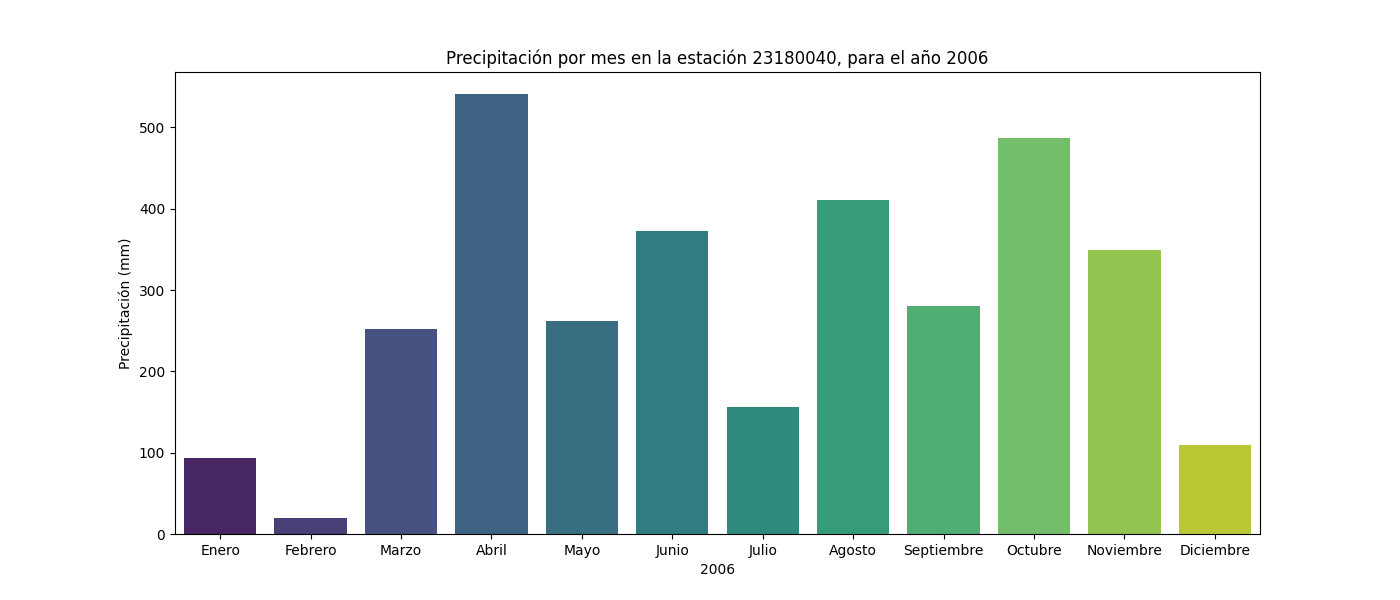 Precipitación por mes en la estación 23180040, para el año 2006
Precipitación (mm)
500
400
300
200
100
0
Enero Febrero Marzo Abril Mayo Junio Julio Agosto Septiembre Octubre Noviembre Diciembre
2006